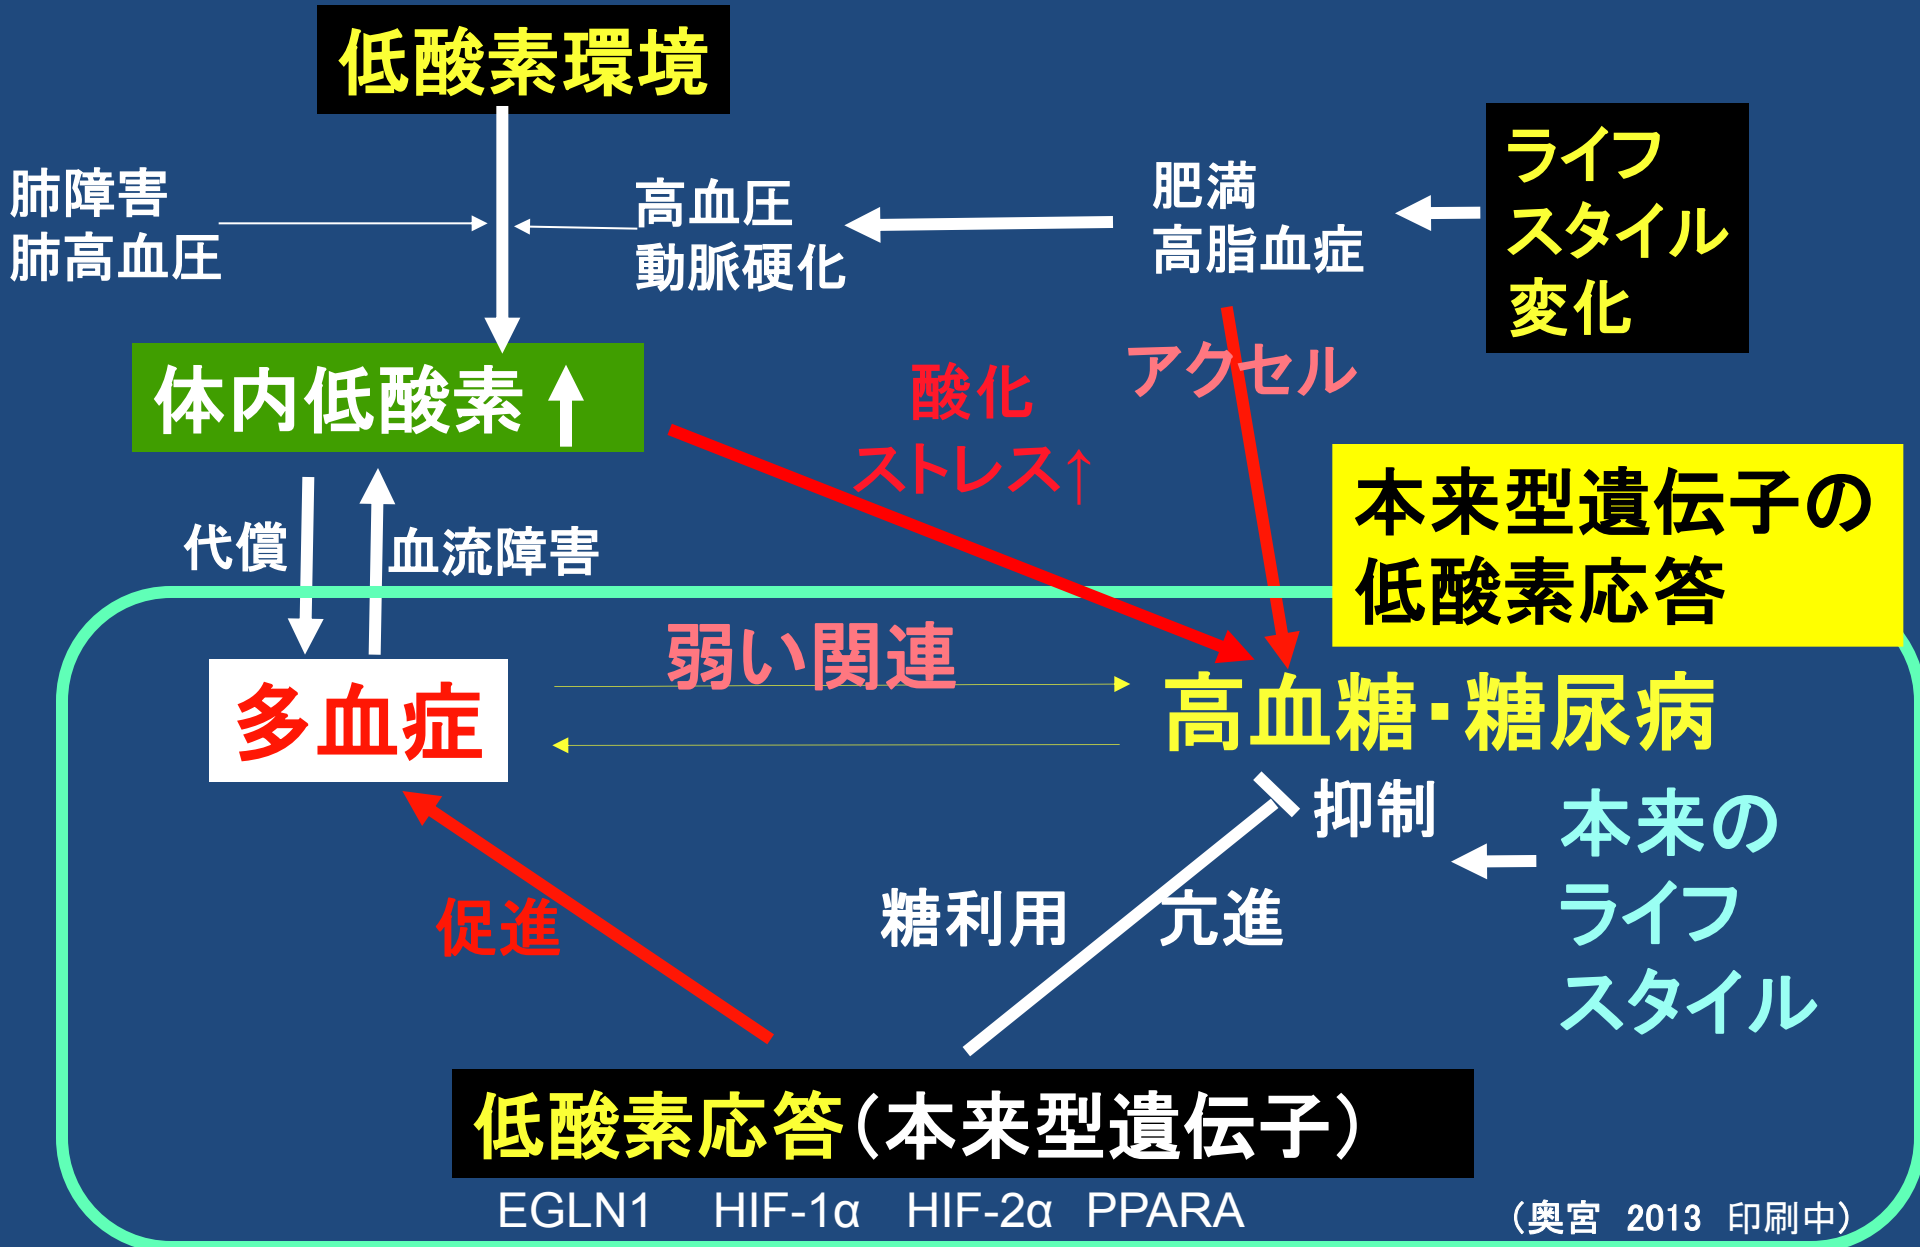 低酸素環境
ライフ
スタイル
変化
肺障害
肺高血圧
高血圧
動脈硬化
肥満
高脂血症
体内低酸素
酸化
ストレス↑
アクセル
本来型遺伝子の
低酸素応答
代償
血流障害
弱い関連
多血症
高血糖・糖尿病
抑制
本来の
ライフ
スタイル
促進
糖利用 亢進
低酸素応答（本来型遺伝子）
EGLN1 HIF-1α HIF-2α PPARA
（奥宮 2013 印刷中）